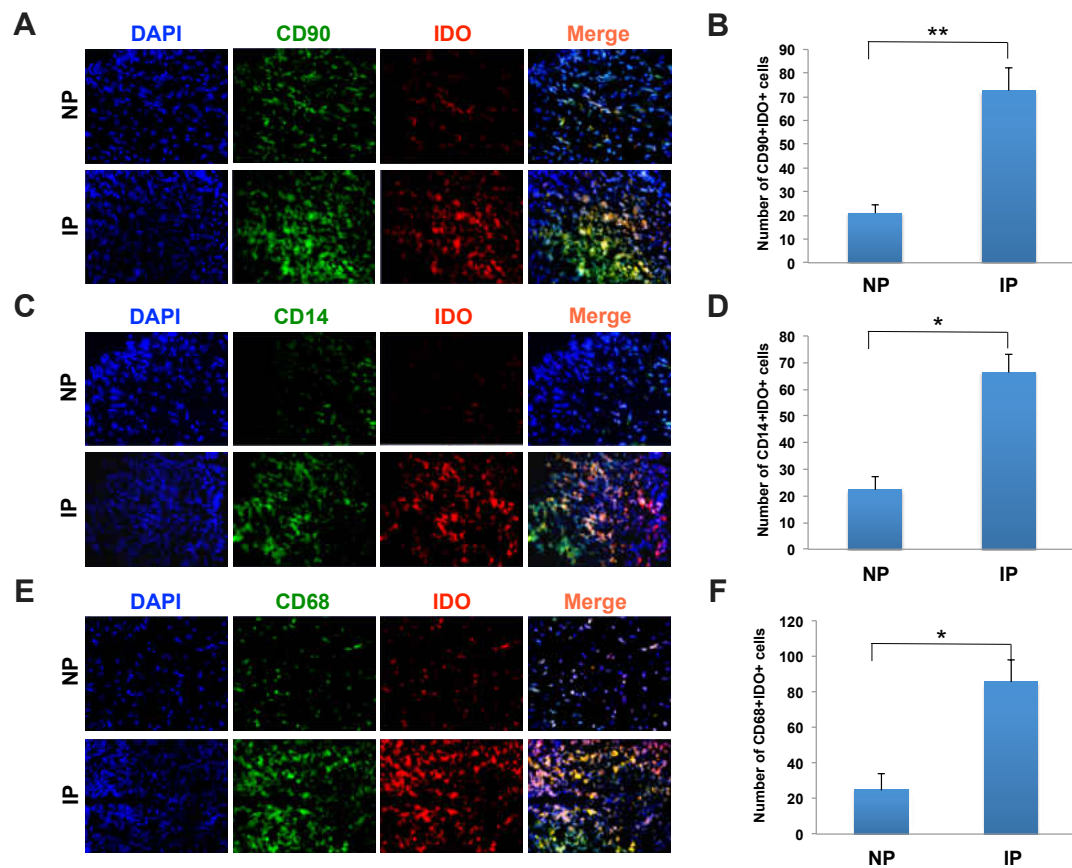 A
DAPI CD90 IDO Merge
NP
IP
B
Number of CD90+IDO+ cells
90
80
70
60
50
40
30
20
10
0
**
NP IP
C
DAPI CD14 IDO Merge
NP
IP
D
Number of CD14+IDO+ cells
80
70
60
50
40
30
20
10
0
*
NP IP
E
DAPI CD68 IDO Merge
NP
IP
F
Number of CD68+IDO+ cells
120
100
80
60
40
20
0
*
NP IP